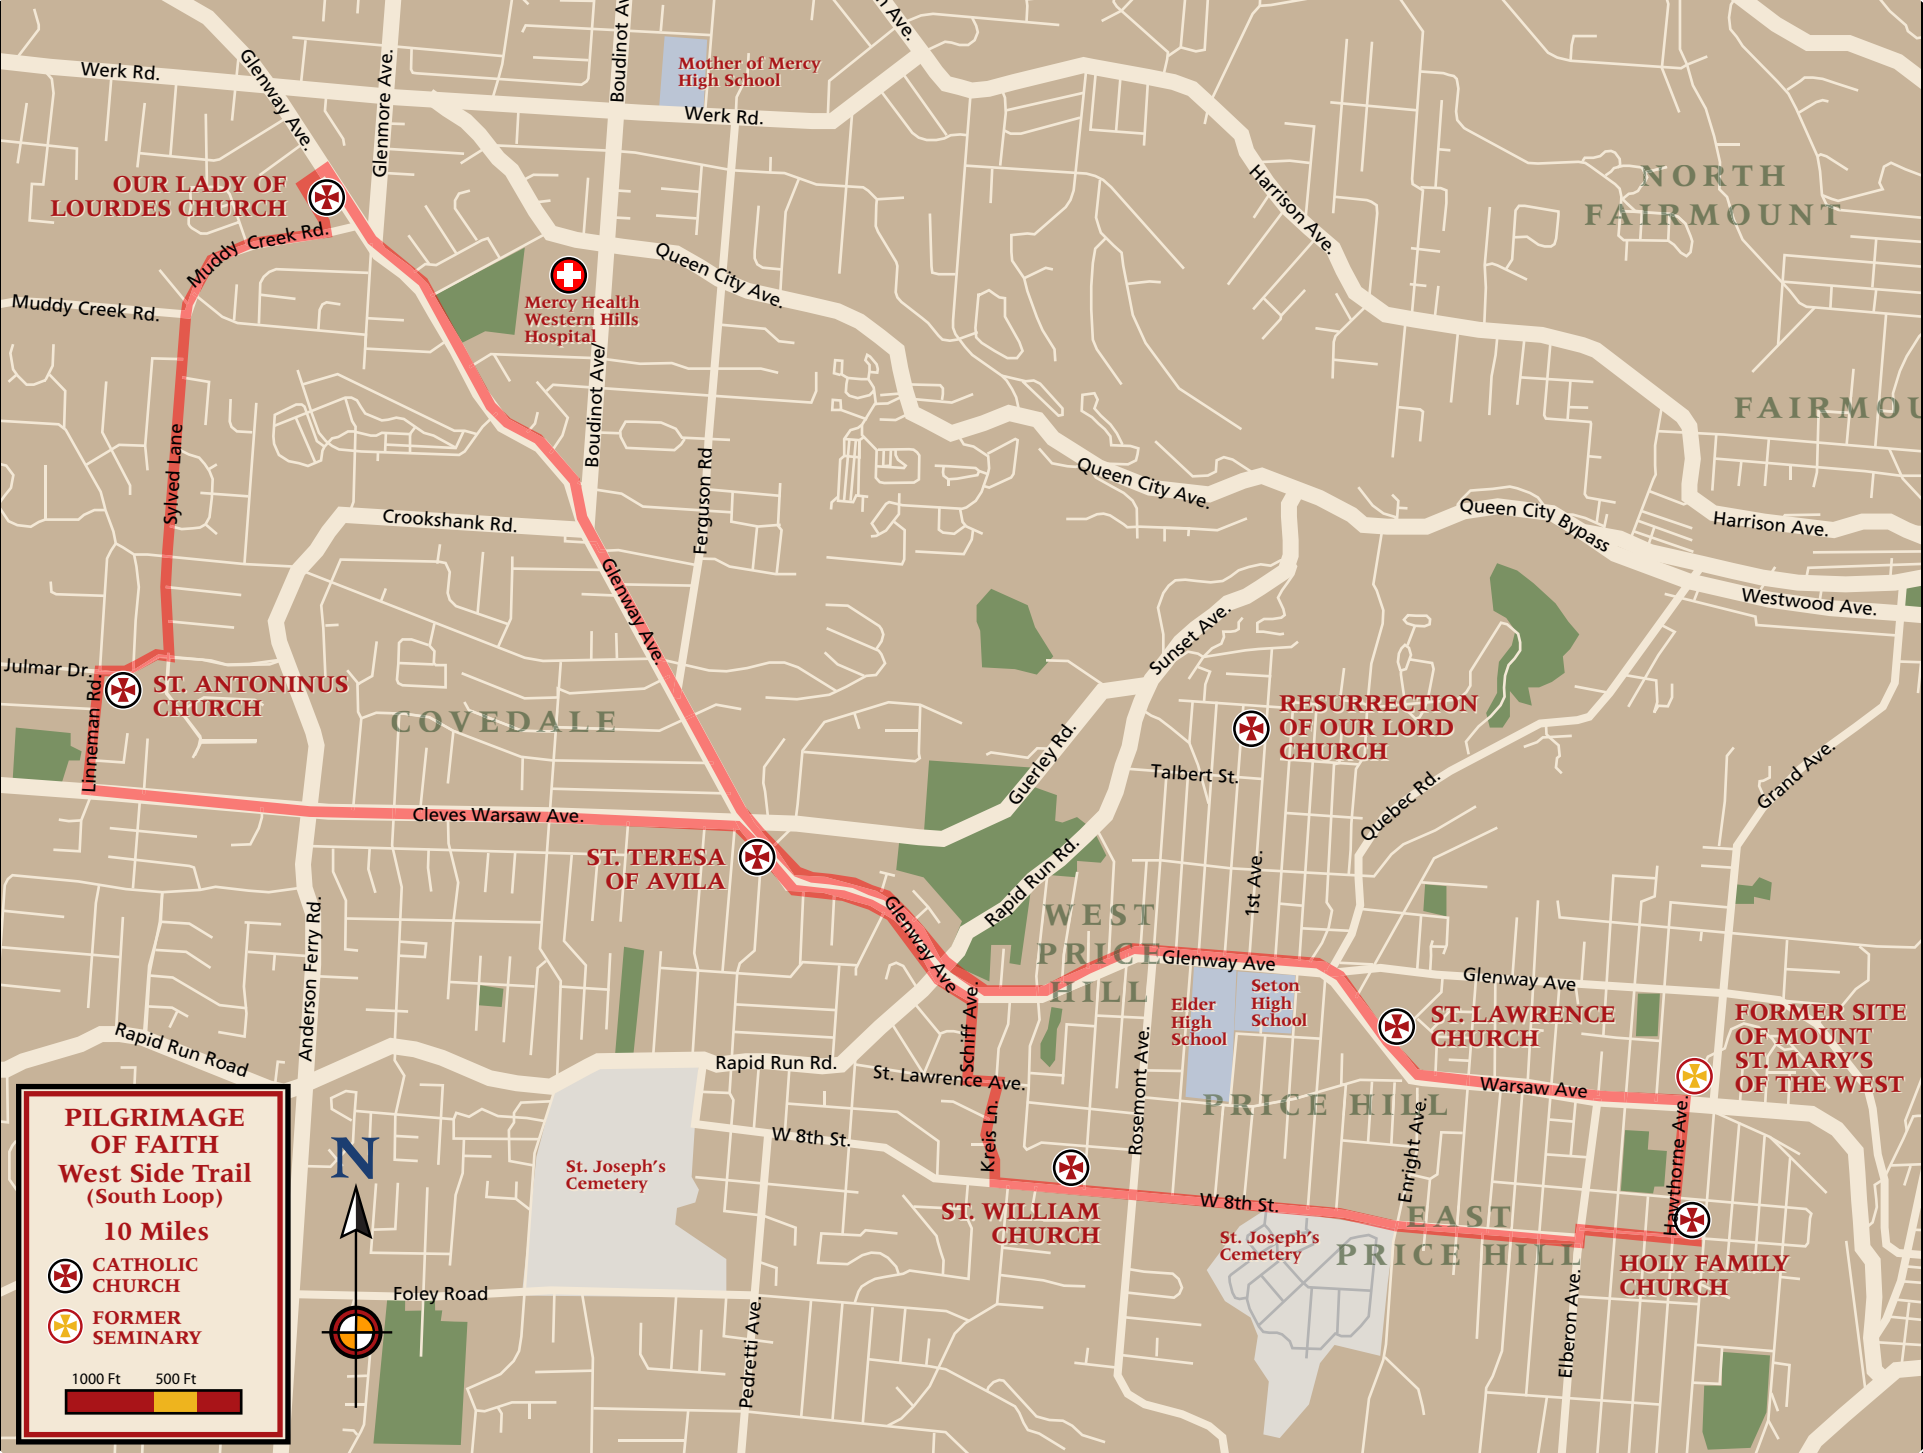 Werk Rd.
Glenway Ave.
Glenmore Ave.
Boudinot Av
Mother of Mercy
High School
Werk Rd.
n Ave.
Harrison Ave.
NORTH
FAIRMOUNT
OUR LADY OF
LOURDES CHURCH
Muddy Creek Rd.
Muddy Creek Rd.
Mercy Health
Western Hills
Hospital
Queen City Ave.
Boudinot Ave/
FAIRMOU
Sylved Lane
Ferguson Rd
Crookshank Rd.
Queen City Ave.
Queen City Bypass
Harrison Ave.
Westwood Ave.
Glenway Ave.
Sunset Ave.
Julmar Dr.
Linneman Rd.
ST. ANTONINUS
CHURCH
COVEDALE
RESURRECTION
OF OUR LORD
CHURCH
Guerley Rd.
Talbert St.
Quebec Rd.
Grand Ave.
Cleves Warsaw Ave.
ST. TERESA
OF AVILA
Rapid Run Rd.
1st Ave.
Glenway Ave
WEST
PRICE
HILL
Glenway Ave
Glenway Ave
Elder
High
School
Seton
High
School
ST. LAWRENCE
CHURCH
FORMER SITE
OF MOUNT
ST. MARY'S
OF THE WEST
Anderson Ferry Rd.
Rapid Run Road
Rapid Run Rd.
Schiff Ave.
St. Lawrence Ave.
Rosemont Ave.
Warsaw Ave
PRICE HILL
Enright Ave.
Hawthorne Ave.
W 8th St.
Kreis Ln.
St. Joseph's
Cemetery
ST. WILLIAM
CHURCH
W 8th St.
St. Joseph's
Cemetery
EAST
PRICE HILL
HOLY FAMILY
CHURCH
Elberon Ave.
Foley Road
Pedretti Ave.
N
PILGRIMAGE
OF FAITH
West Side Trail
(South Loop)
10 Miles
CATHOLIC
CHURCH
FORMER
SEMINARY
1000 Ft 500 Ft